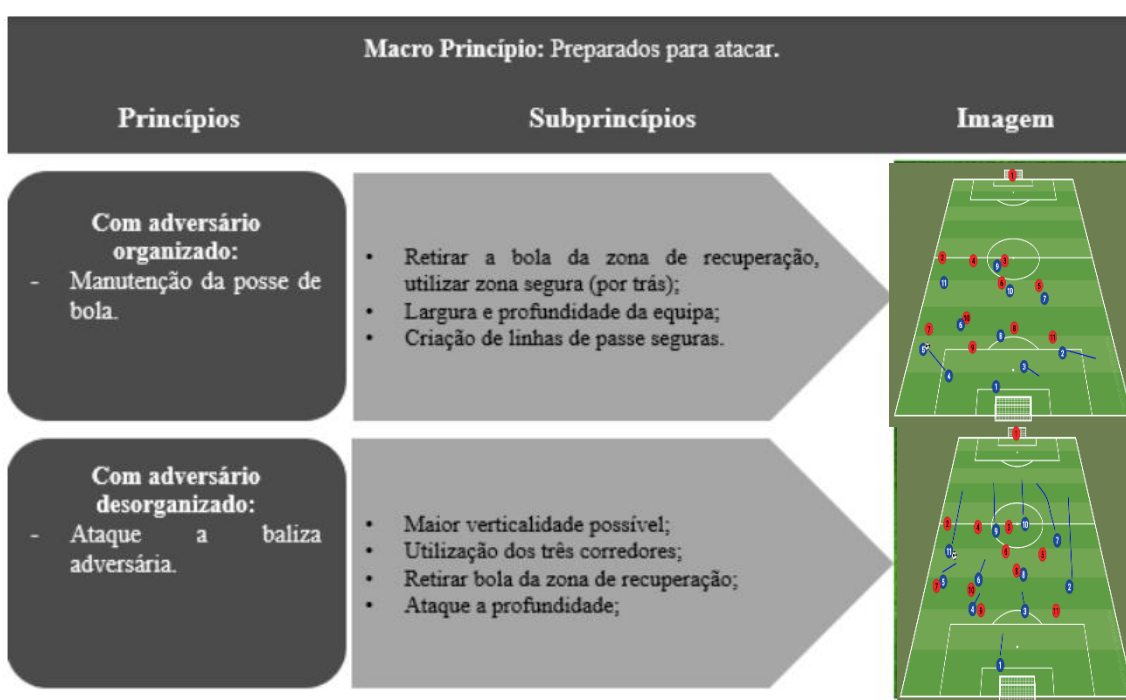 Macro Princípio: Preparados para atacar.
Princípios
Subprincípios
Imagem
Com adversário
organizado:
- Manutenção da posse de
bola.
• Retirar a bola da zona de recuperação,
utilizar zona segura (por trás);
• Largura e profundidade da equipa;
• Criação de linhas de passe seguras.
Com adversário
desorganizado:
- Ataque a baliza
adversária.
• Maior verticalidade possível;
• Utilização dos três corredores;
• Retirar bola da zona de recuperação;
• Ataque a profundidade;